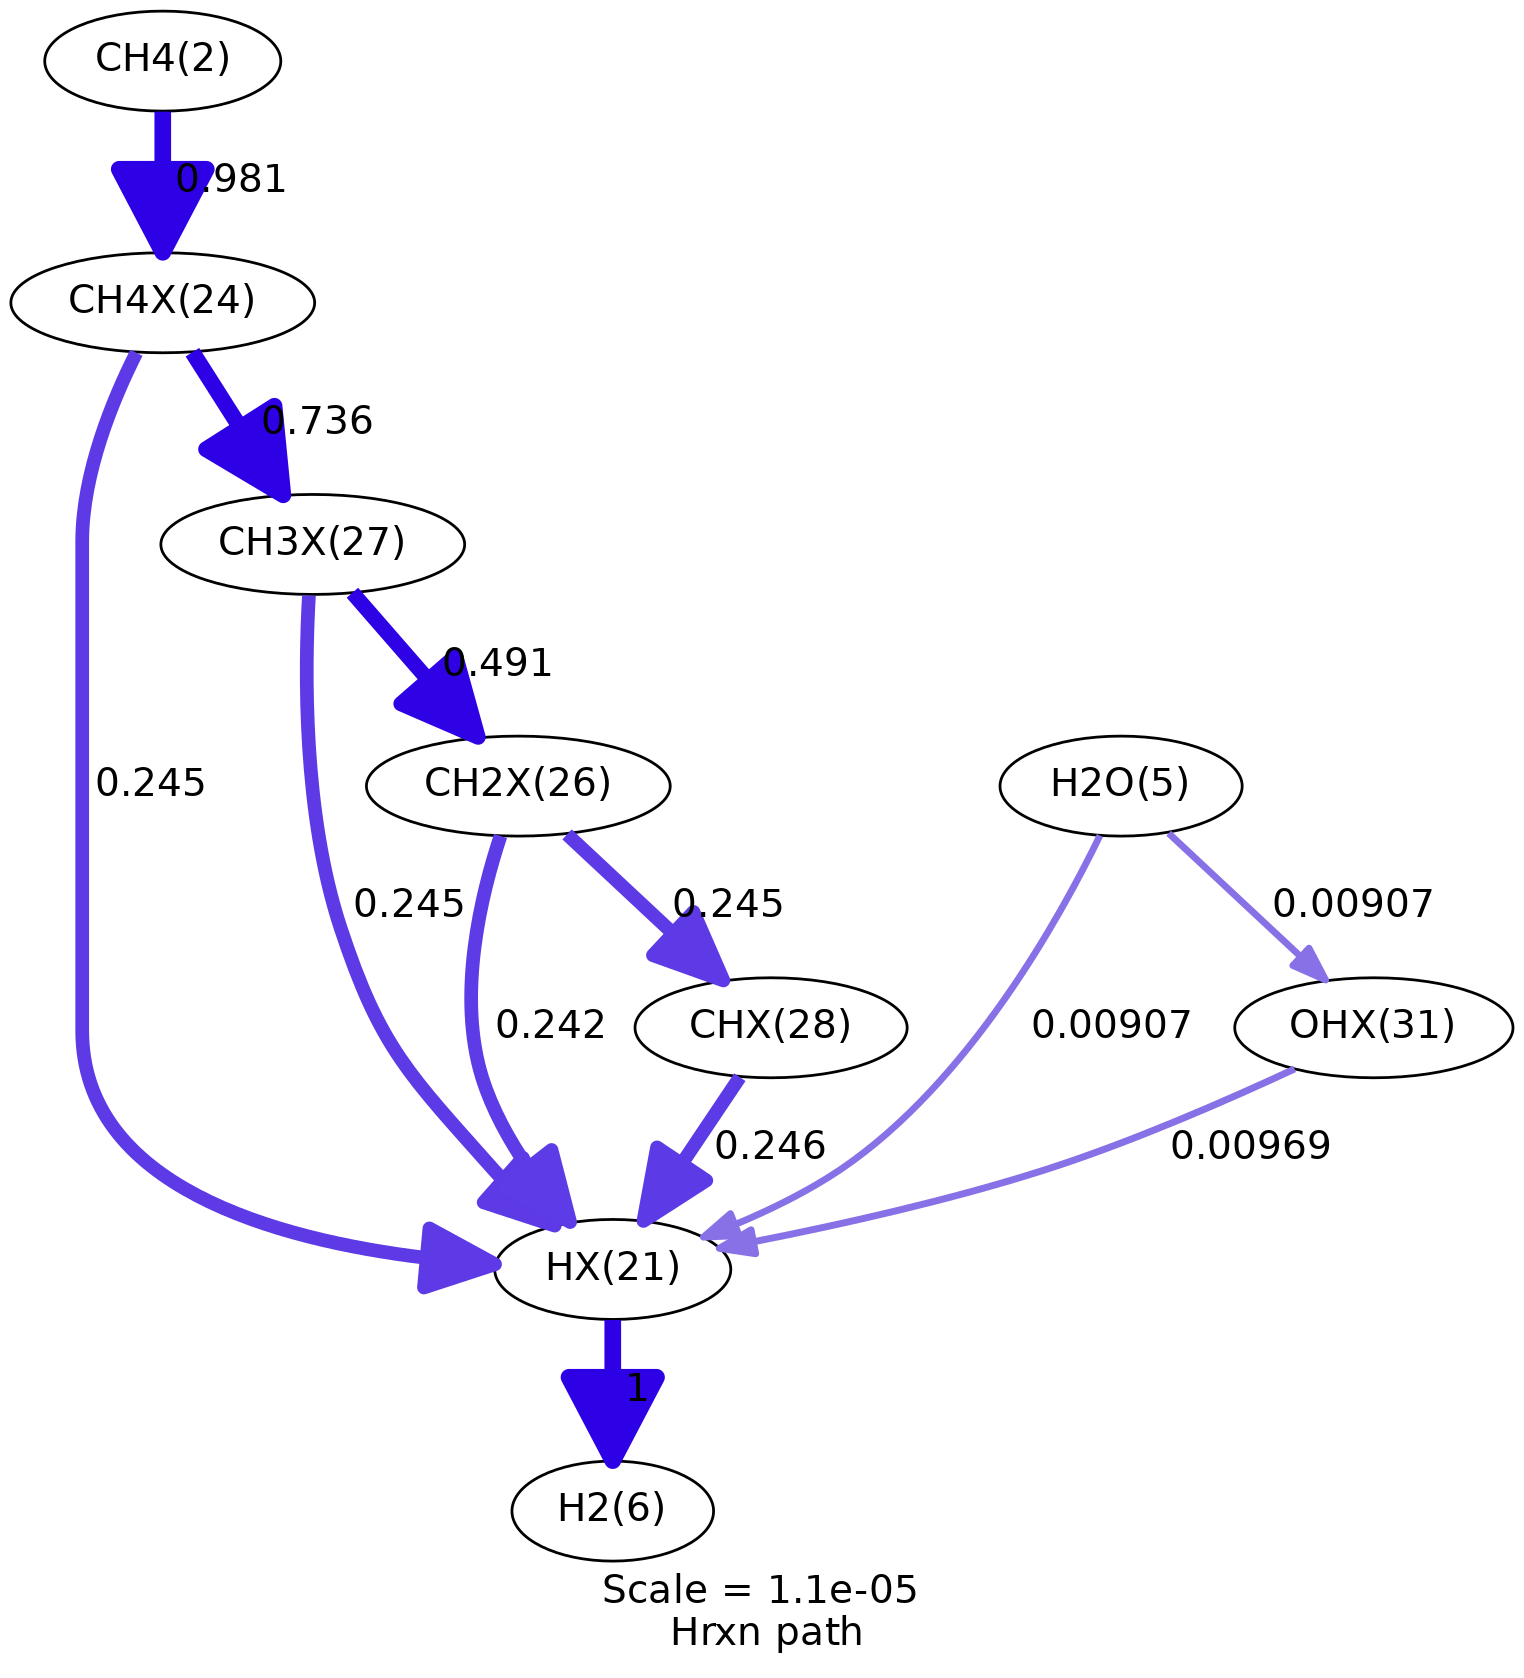 CH4(2)
0.981
CH4X(24)
0.736
CH3X(27)
0.491
0.245
CH2X(26)
H2O(5)
0.245
0.245
0.00907
0.242
CHX(28)
0.00907
OHX(31)
0.246
0.00969
HX(21)
1
H2(6)
Scale = 1.1e-05
Hrxn path